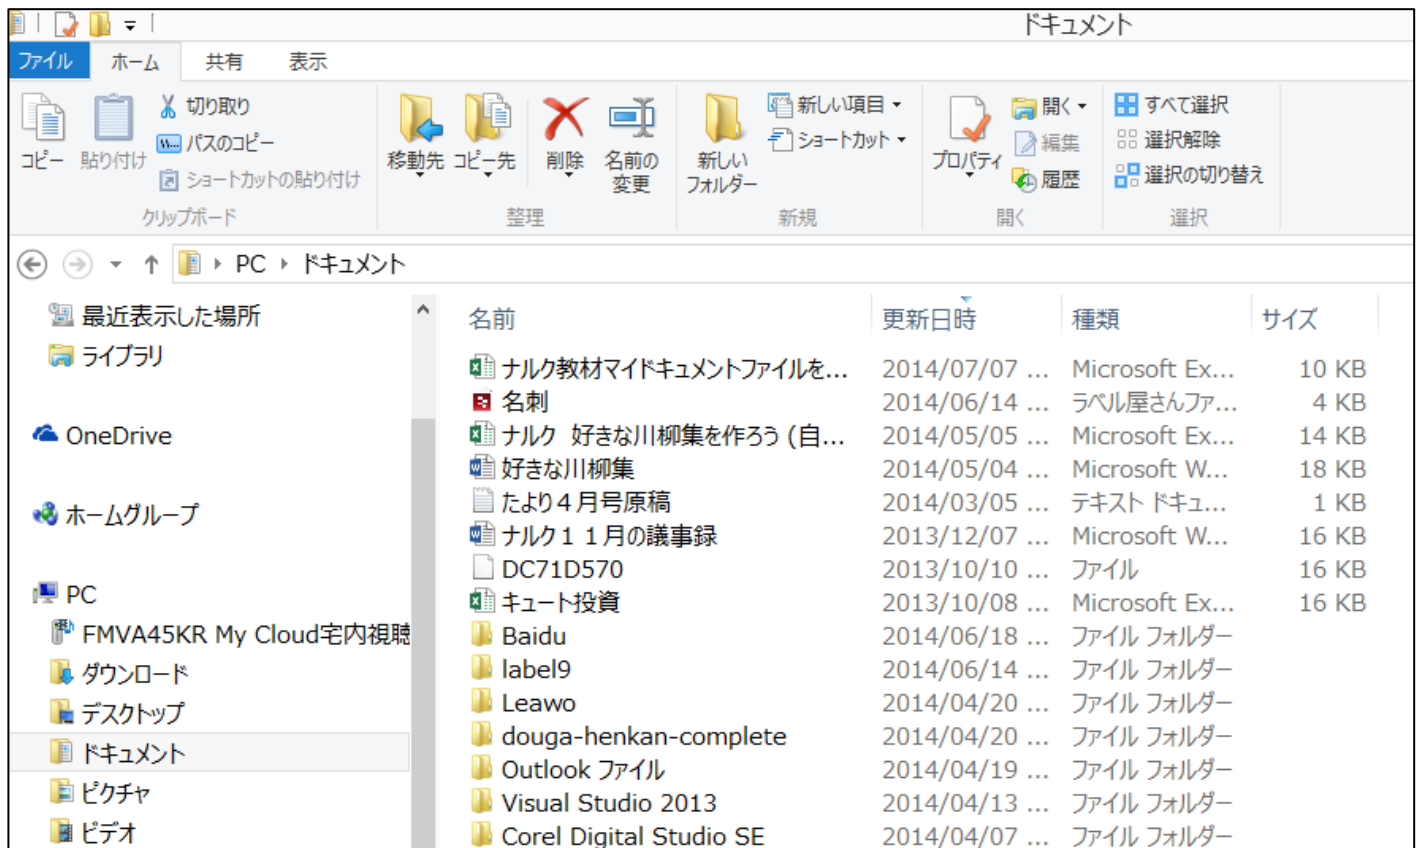 ドキュメント
ファイル ホーム 共有 表示
コピー 貼り付け 切り取り パスのコピー ショートカットの貼り付け
クリップボード
移動先 コピー先 削除 名前の変更
整理
新しいフォルダー 新しい項目 ショートカット
新規
プロパティ 開く 編集 履歴
開く
すべて選択 選択解除 選択の切り替え
選択
PC ドキュメント
最近表示した場所
ライブラリ
OneDrive
ホームグループ
PC
FMVA45KR My Cloud宅内視聴
ダウンロード
デスクトップ
ドキュメント
ピクチャ
ビデオ
名前 更新日時 種類 サイズ
ナルク教材マイドキュメントファイルを... 2014/07/07 ... Microsoft Ex... 10 KB
名刺 2014/06/14 ... ラベル屋さんファ... 4 KB
ナルク 好きな川柳集を作ろう (自... 2014/05/05 ... Microsoft Ex... 14 KB
好きな川柳集 2014/05/04 ... Microsoft W... 18 KB
たより４月号原稿 2014/03/05 ... テキスト ドキュ... 1 KB
ナルク１１月の議事録 2013/12/07 ... Microsoft W... 16 KB
DC71D570 2013/10/10 ... ファイル 16 KB
キュート投資 2013/10/08 ... Microsoft Ex... 16 KB
Baidu 2014/06/18 ... ファイル フォルダー
label9 2014/06/14 ... ファイル フォルダー
Leawo 2014/04/20 ... ファイル フォルダー
douga-henkan-complete 2014/04/20 ... ファイル フォルダー
Outlook ファイル 2014/04/19 ... ファイル フォルダー
Visual Studio 2013 2014/04/13 ... ファイル フォルダー
Corel Digital Studio SE 2014/04/07 ... ファイル フォルダー